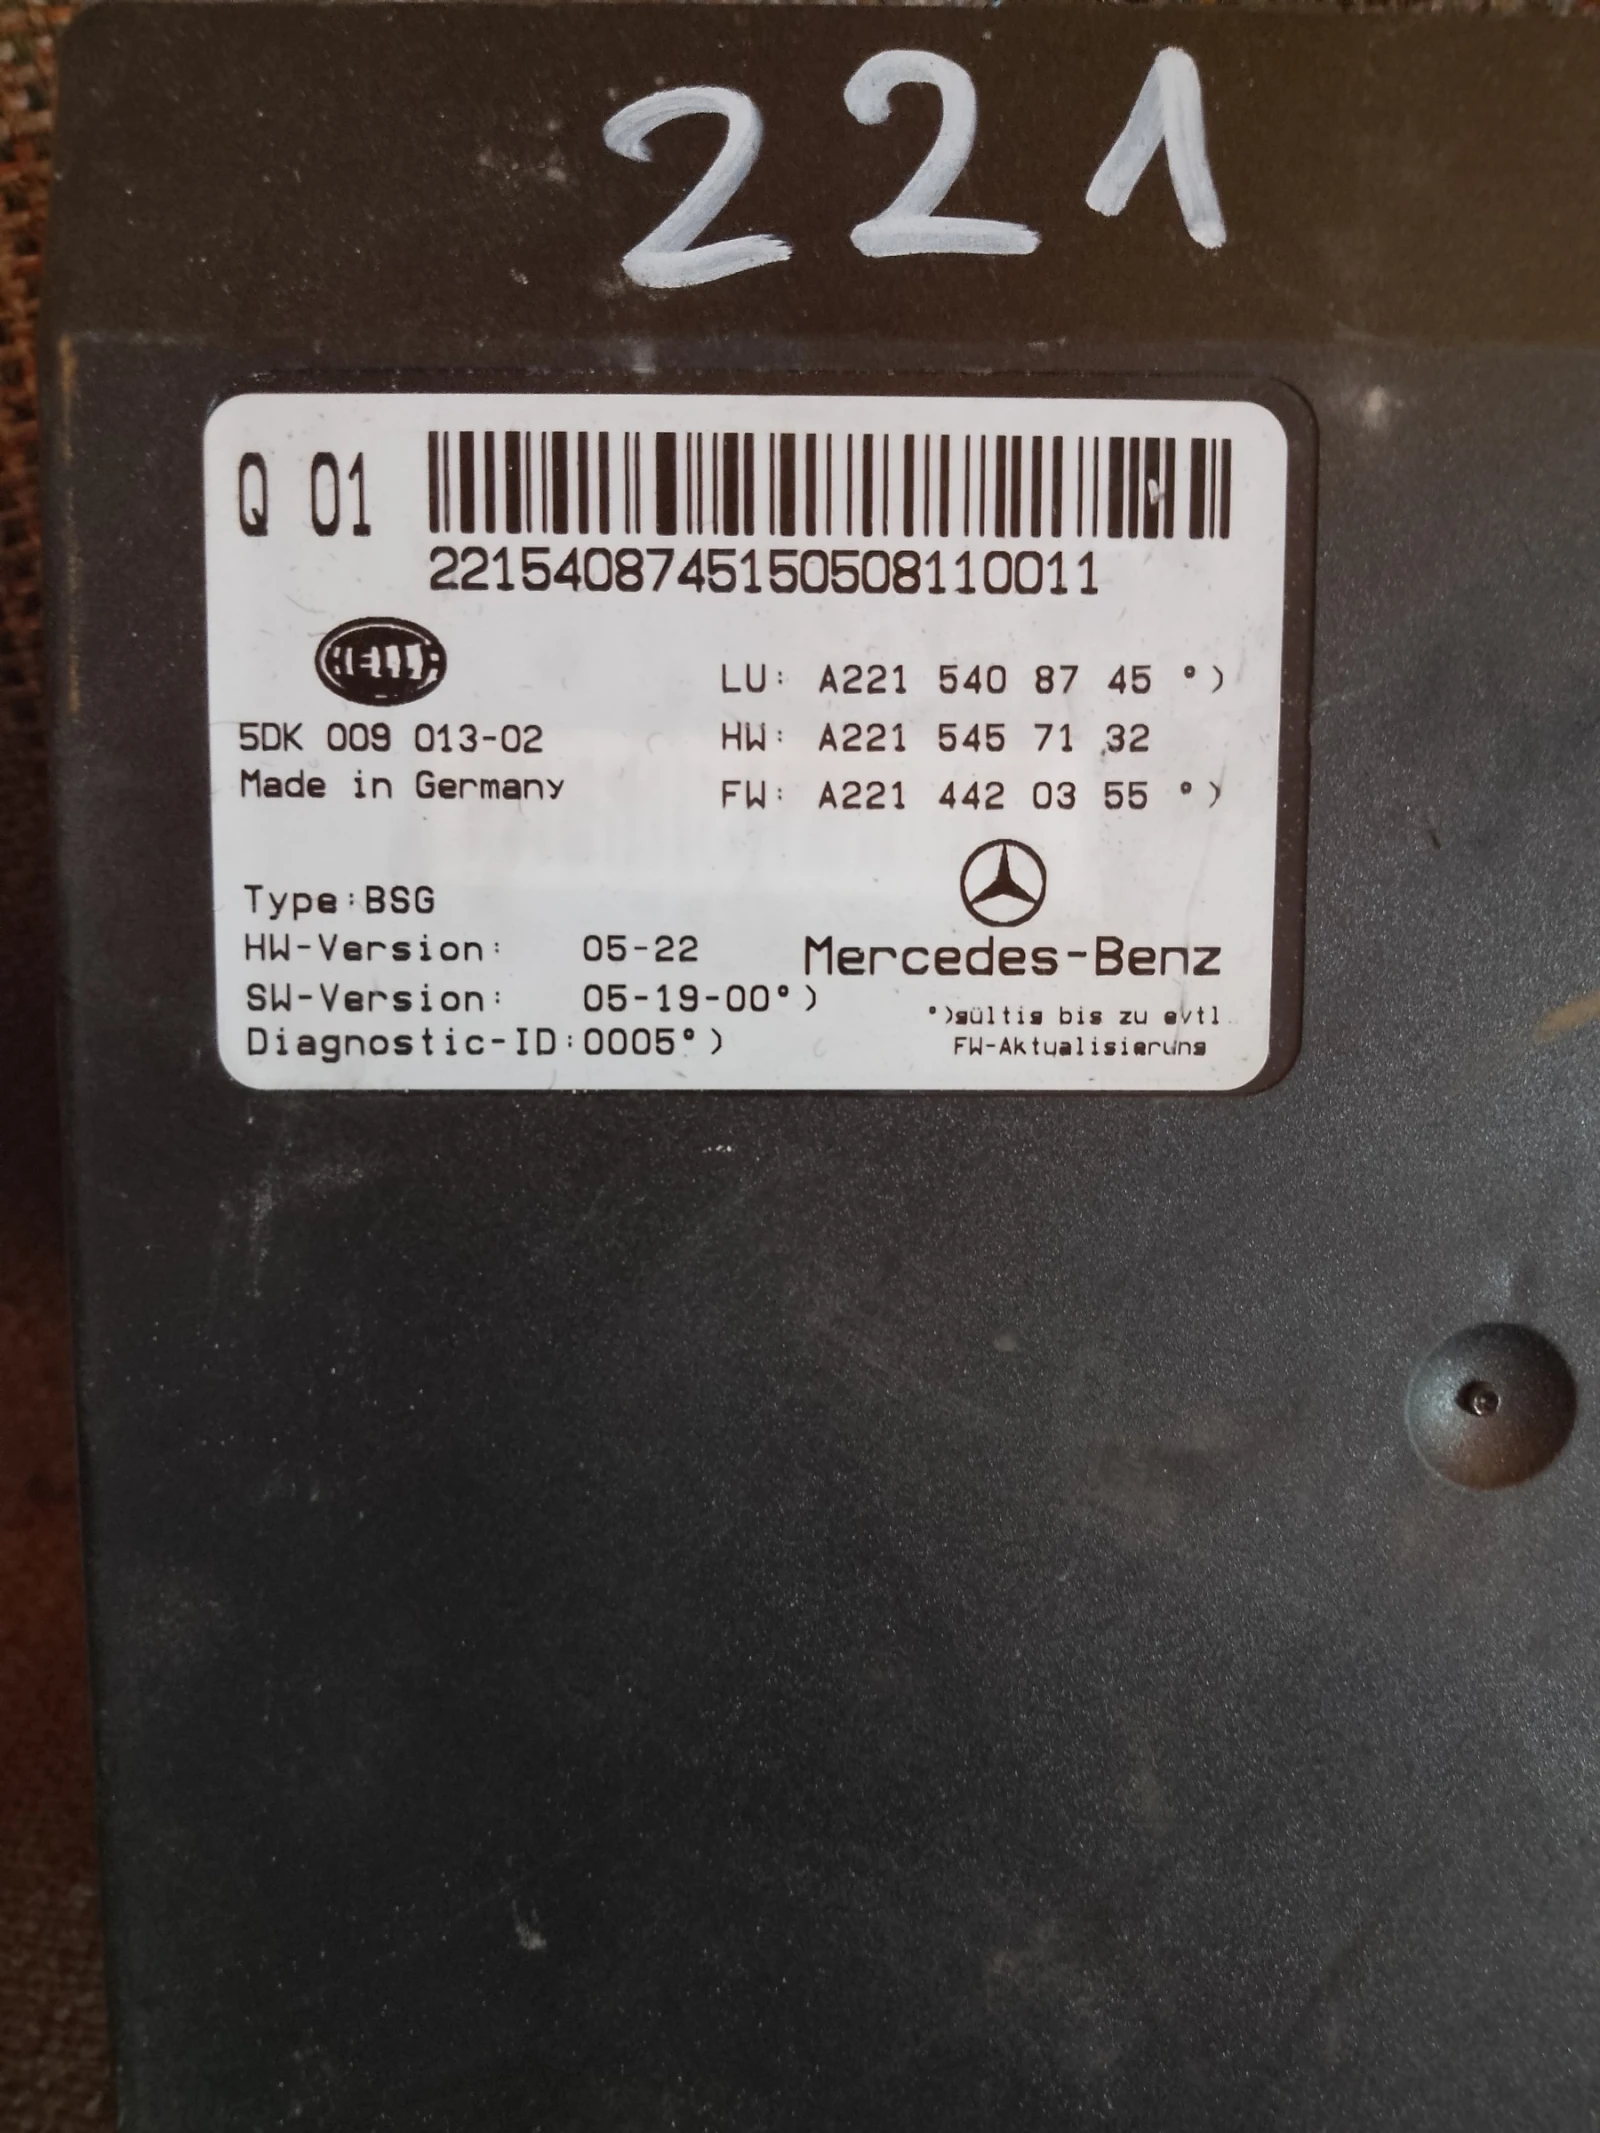 221
Q 01
2215408745150508110011
HELLA
LU: A221 540 87 45 °)
5DK 009 013-02
HW: A221 545 71 32
Made in Germany
FW: A221 442 03 55 °)
Type:BSG
HW-Version: 05-22
Mercedes-Benz
SW-Version: 05-19-00°)
Diagnostic-ID:0005°)
°)gültig bis zu evtl.
FW-Aktualisierung